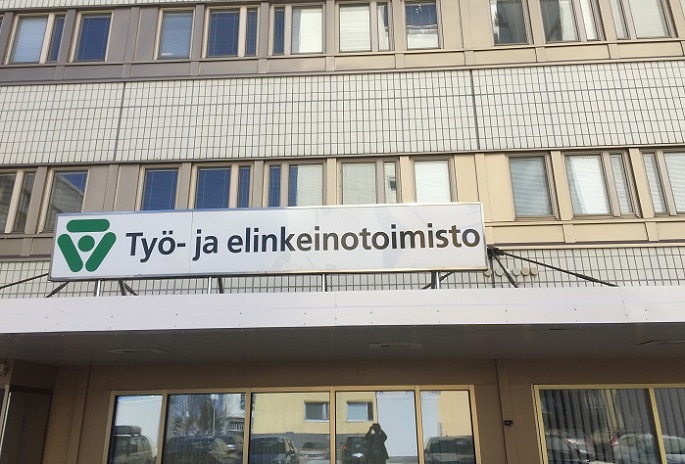 Työ- ja elinkeinotoimisto